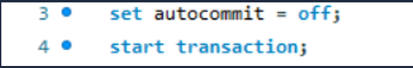 3 set autocommit = off;
4 start transaction;